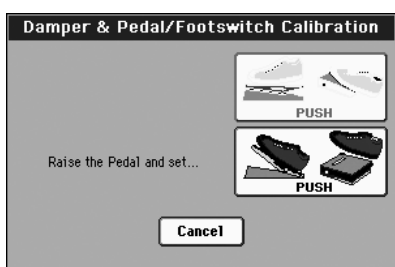 Damper & Pedal/Footswitch Calibration
PUSH
Raise the Pedal and set...
PUSH
Cancel